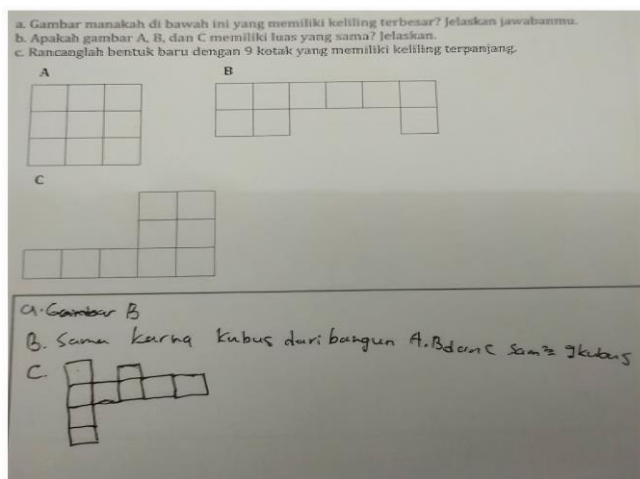 a. Gambar manakah di bawah ini yang memiliki keliling terbesar? Jelaskan jawabanmu.
b. Apakah gambar A, B, dan C memiliki luas yang sama? Jelaskan.
c. Rancanglah bentuk baru dengan 9 kotak yang memiliki keliling terpanjang.
A
B
C
a. Gambar B
B. Sama karna kubus dari bangun A. B dan C sam² 9 kubus
C.